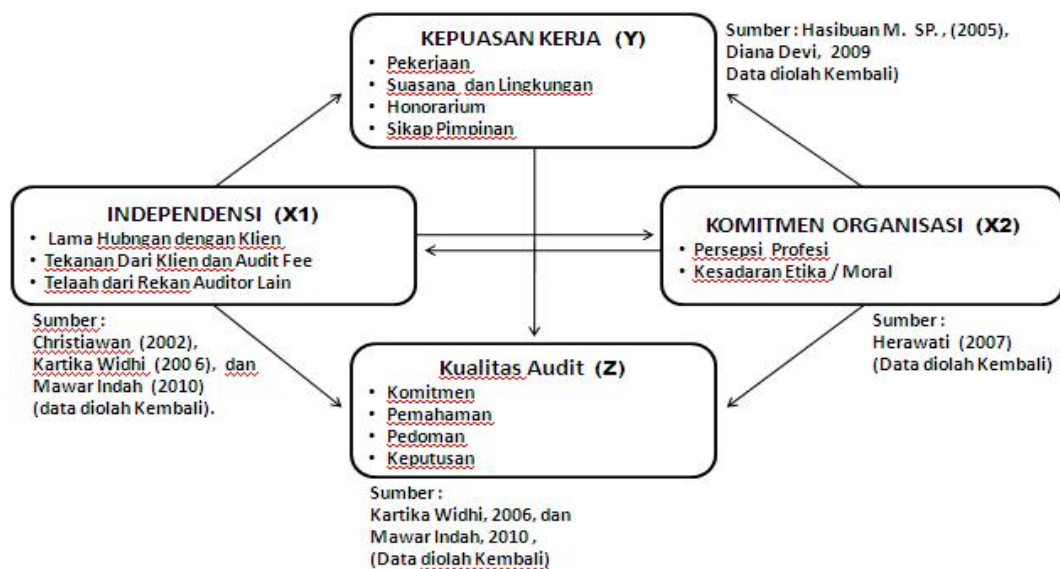 KEPUASAN KERJA (Y)
• Pekerjaan
• Suasana dan Lingkungan
• Honorarium
• Sikap Pimpinan
Sumber : Hasibuan M. SP. , (2005),
Diana Devi, 2009
Data diolah Kembali)
INDEPENDENSI (X1)
• Lama Hubngan dengan Klien
• Tekanan Dari Klien dan Audit Fee
• Telaah dari Rekan Auditor Lain
Sumber :
Christiawan (2002),
Kartika Widhi (200 6), dan
Mawar Indah (2010)
(data diolah Kembali).
KOMITMEN ORGANISASI (X2)
• Persepsi Profesi
• Kesadaran Etika / Moral
Sumber :
Herawati (2007)
(Data diolah Kembali)
Kualitas Audit (Z)
• Komitmen
• Pemahaman
• Pedoman
• Keputusan
Sumber :
Kartika Widhi, 2006, dan
Mawar Indah, 2010 ,
(Data diolah Kembali)